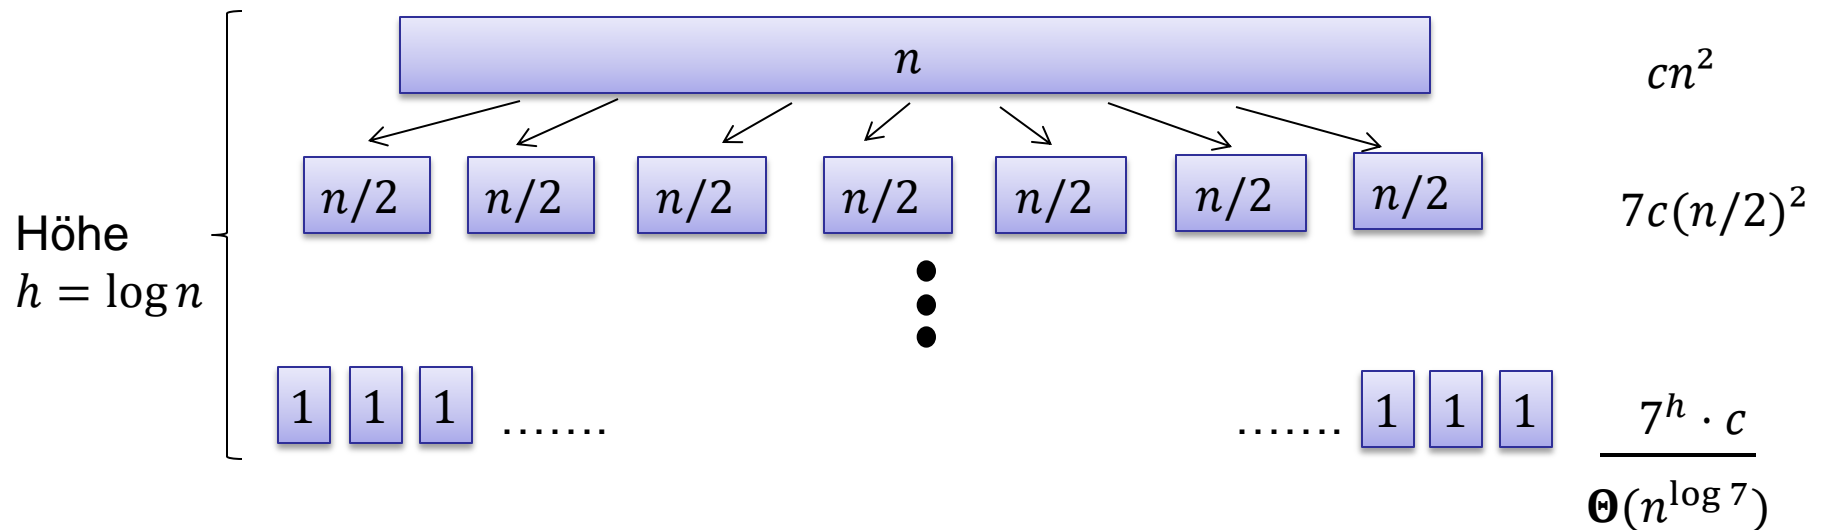 n
cn²
n/2 n/2 n/2 n/2 n/2 n/2 n/2
7c(n/2)²
Höhe
h = log n
1 1 1 ....... ....... 1 1 1
7ʰ · c
Θ(n^{log 7})